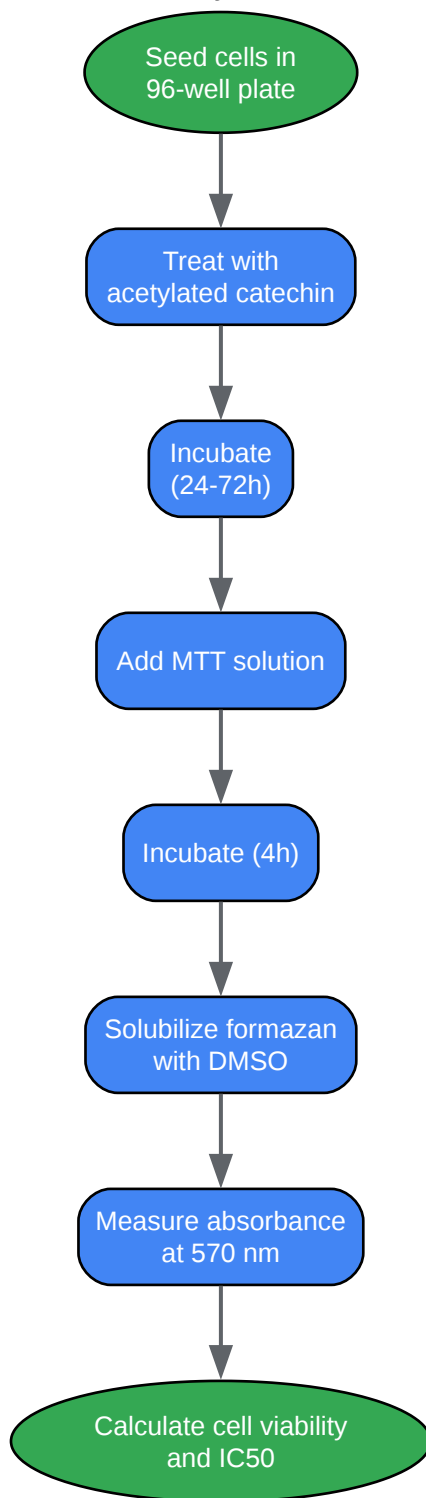 Seed cells in
96-well plate
Treat with
acetylated catechin
Incubate
(24-72h)
Add MTT solution
Incubate (4h)
Solubilize formazan
with DMSO
Measure absorbance
at 570 nm
Calculate cell viability
and IC50